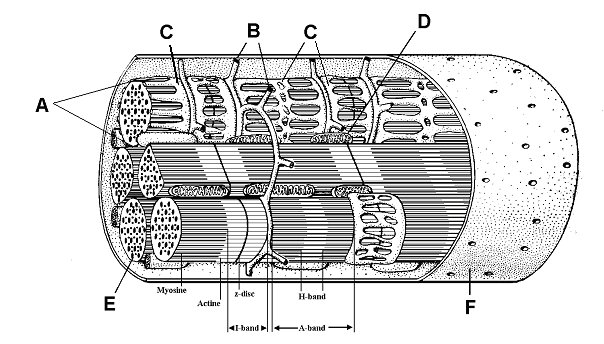 C B C D
A
E
F
Myosine
Actine
z-disc
H-band
I-band A-band